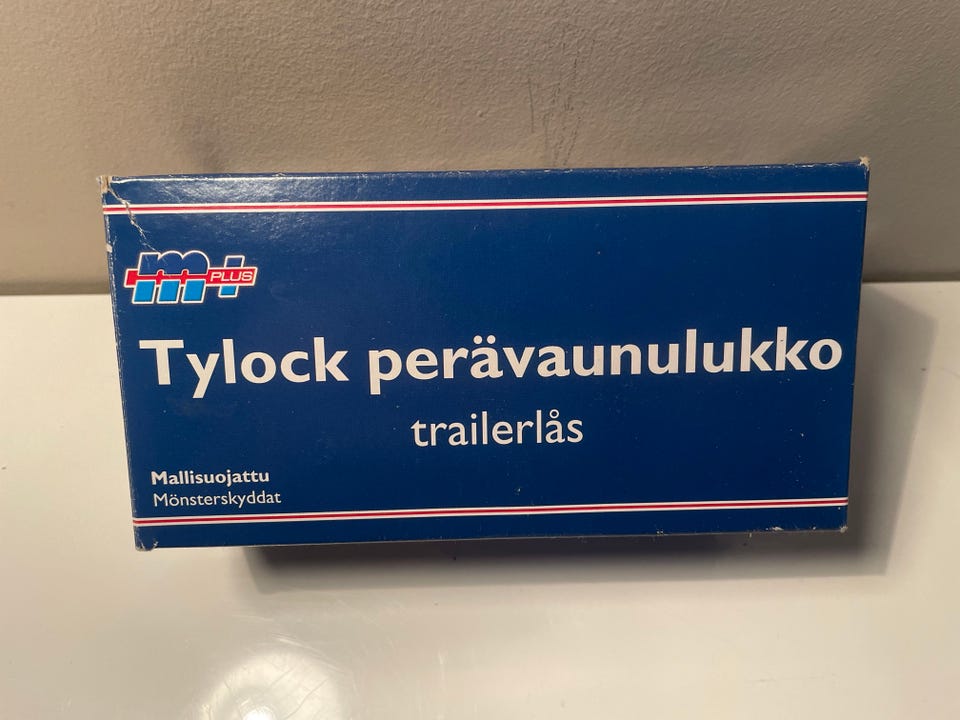 m+ PLUS
Tylock perävaunulukko
trailerlås
Mallisuojattu
Mönsterskyddat